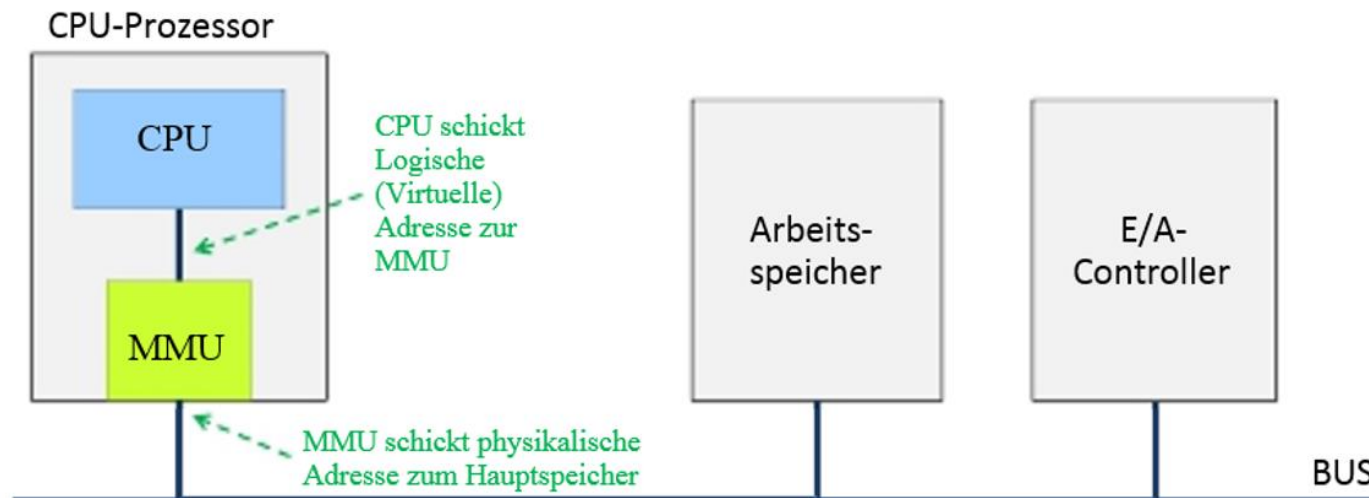 CPU-Prozessor
CPU
CPU schickt
Logische
(Virtuelle)
Adresse zur
MMU
MMU
MMU schickt physikalische
Adresse zum Hauptspeicher
Arbeits-
speicher
E/A-
Controller
BUS